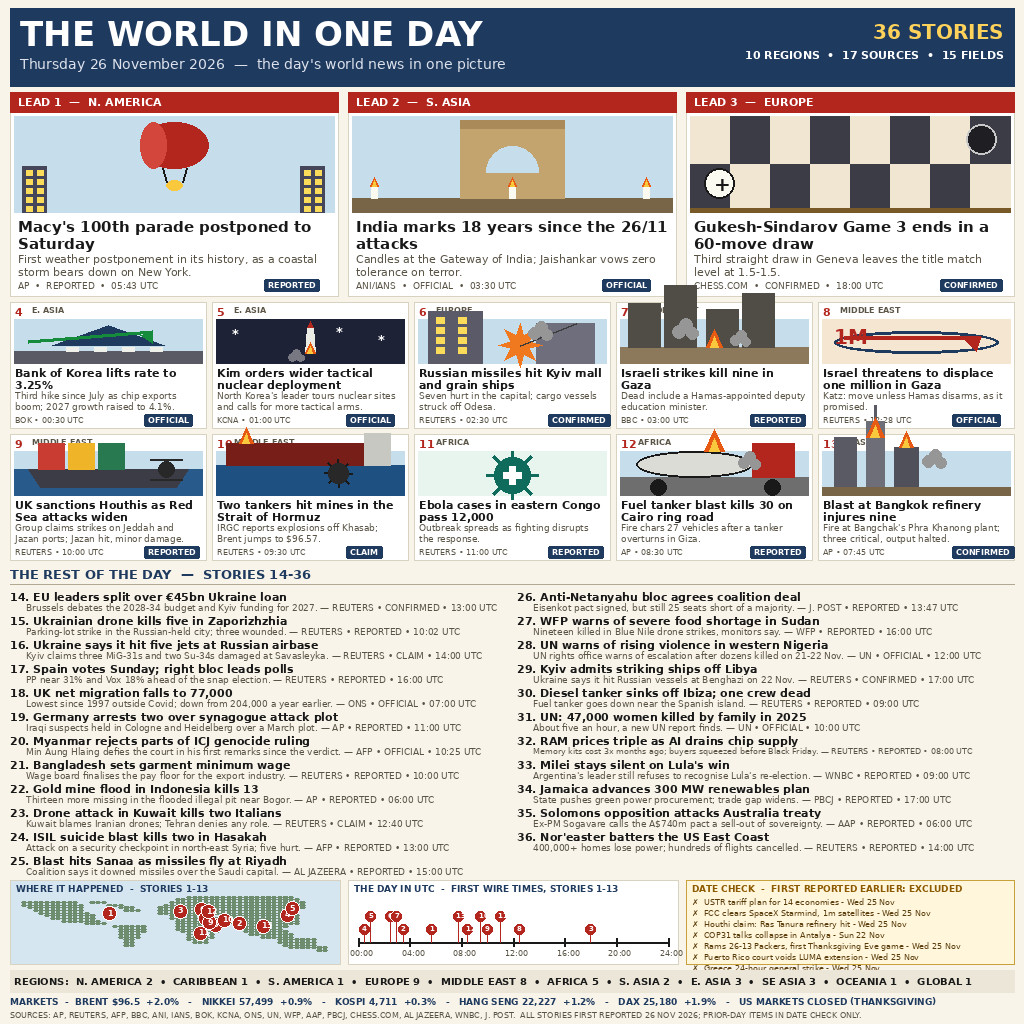 THE WORLD IN ONE DAY
Thursday 26 November 2026 — the day's world news in one picture
36 STORIES
10 REGIONS • 17 SOURCES • 15 FIELDS
LEAD 1 — N. AMERICA
Macy's 100th parade postponed to
Saturday
First weather postponement in its history, as a coastal
storm bears down on New York.
AP • REPORTED • 05:43 UTC
REPORTED
LEAD 2 — S. ASIA
India marks 18 years since the 26/11
attacks
Candles at the Gateway of India; Jaishankar vows zero
tolerance on terror.
ANI/IANS • OFFICIAL • 03:30 UTC
OFFICIAL
LEAD 3 — EUROPE
Gukesh-Sindarov Game 3 ends in a
60-move draw
Third straight draw in Geneva leaves the title match
level at 1.5-1.5.
CHESS.COM • CONFIRMED • 18:00 UTC
CONFIRMED
4 E. ASIA
Bank of Korea lifts rate to
3.25%
Third hike since July as chip exports
boom; 2027 growth raised to 4.1%.
BOK • 00:30 UTC
OFFICIAL
5 E. ASIA
Kim orders wider tactical
nuclear deployment
North Korea's leader tours nuclear sites
and calls for more tactical arms.
KCNA • 01:00 UTC
OFFICIAL
6 EUROPE
Russian missiles hit Kyiv mall
and grain ships
Seven hurt in the capital; cargo vessels
struck off Odesa.
REUTERS • 02:30 UTC
CONFIRMED
7
Israeli strikes kill nine in
Gaza
Dead include a Hamas-appointed deputy
education minister.
BBC • 03:00 UTC
REPORTED
8 MIDDLE EAST
1M
Israel threatens to displace
one million in Gaza
Katz: move unless Hamas disarms, as it
promised.
REUTERS • 28 UTC
OFFICIAL
9 MIDDLE EAST
UK sanctions Houthis as Red
Sea attacks widen
Group claims strikes on Jeddah and
Jazan ports; Jazan hit, minor damage.
REUTERS • 10:00 UTC
REPORTED
10 EAST
Two tankers hit mines in the
Strait of Hormuz
IRGC reports explosions off Khasab;
Brent jumps to $96.57.
REUTERS • 09:30 UTC
CLAIM
11 AFRICA
Ebola cases in eastern Congo
pass 12,000
Outbreak spreads as fighting disrupts
the response.
REUTERS • 11:00 UTC
REPORTED
12 AFRICA
Fuel tanker blast kills 30 on
Cairo ring road
Fire chars 27 vehicles after a tanker
overturns in Giza.
AP • 08:30 UTC
REPORTED
Blast at Bangkok refinery
injures nine
Fire at Bangchak's Phra Khanong plant;
three critical, output halted.
AP • 07:45 UTC
CONFIRMED
THE REST OF THE DAY — STORIES 14-36
14. EU leaders split over €45bn Ukraine loan
Brussels debates the 2028-34 budget and Kyiv funding for 2027. — REUTERS • CONFIRMED • 13:00 UTC
15. Ukrainian drone kills five in Zaporizhzhia
Parking-lot strike in the Russian-held city; three wounded. — REUTERS • REPORTED • 10:02 UTC
16. Ukraine says it hit five jets at Russian airbase
Kyiv claims three MiG-31s and two Su-34s damaged at Savasleyka. — REUTERS • CLAIM • 14:00 UTC
17. Spain votes Sunday; right bloc leads polls
PP near 31% and Vox 18% ahead of the snap election. — REUTERS • REPORTED • 16:00 UTC
18. UK net migration falls to 77,000
Lowest since 1997 outside Covid; down from 204,000 a year earlier. — ONS • OFFICIAL • 07:00 UTC
19. Germany arrests two over synagogue attack plot
Iraqi suspects held in Cologne and Heidelberg over a March plot. — AP • REPORTED • 11:00 UTC
20. Myanmar rejects parts of ICJ genocide ruling
Min Aung Hlaing defies the court in his first remarks since the verdict. — AFP • OFFICIAL • 10:25 UTC
21. Bangladesh sets garment minimum wage
Wage board finalises the pay floor for the export industry. — REUTERS • REPORTED • 10:00 UTC
22. Gold mine flood in Indonesia kills 13
Thirteen more missing in the flooded illegal pit near Bogor. — AP • REPORTED • 06:00 UTC
23. Drone attack in Kuwait kills two Italians
Kuwait blames Iranian drones; Tehran denies any role. — REUTERS • CLAIM • 12:40 UTC
24. ISIL suicide blast kills two in Hasakah
Attack on a security checkpoint in north-east Syria; five hurt. — AFP • REPORTED • 13:00 UTC
25. Blast hits Sanaa as missiles fly at Riyadh
Coalition says it downed missiles over the Saudi capital. — AL JAZEERA • REPORTED • 15:00 UTC
26. Anti-Netanyahu bloc agrees coalition deal
Eisenkot pact signed, but still 25 seats short of a majority. — J. POST • REPORTED • 13:47 UTC
27. WFP warns of severe food shortage in Sudan
Nineteen killed in Blue Nile drone strikes, monitors say. — WFP • REPORTED • 16:00 UTC
28. UN warns of rising violence in western Nigeria
UN rights office warns of escalation after dozens killed on 21-22 Nov. — UN • OFFICIAL • 12:00 UTC
29. Kyiv admits striking ships off Libya
Ukraine says it hit Russian vessels at Benghazi on 22 Nov. — REUTERS • CONFIRMED • 17:00 UTC
30. Diesel tanker sinks off Ibiza; one crew dead
Fuel tanker goes down near the Spanish island. — REUTERS • REPORTED • 09:00 UTC
31. UN: 47,000 women killed by family in 2025
About five an hour, a new UN report finds. — UN • OFFICIAL • 10:00 UTC
32. RAM prices triple as AI drains chip supply
Memory kits cost 3x months ago; buyers squeezed before Black Friday. — REUTERS • REPORTED • 08:00 UTC
33. Milei stays silent on Lula's win
Argentina's leader still refuses to recognise Lula's re-election. — WNBC • REPORTED • 09:00 UTC
34. Jamaica advances 300 MW renewables plan
State pushes green power procurement; trade gap widens. — PBCJ • REPORTED • 17:00 UTC
35. Solomons opposition attacks Australia treaty
Ex-PM Sogavare calls the A$740m pact a sell-out of sovereignty. — AAP • REPORTED • 06:00 UTC
36. Nor'easter batters the US East Coast
400,000+ homes lose power; hundreds of flights cancelled. — REUTERS • REPORTED • 14:00 UTC
WHERE IT HAPPENED - STORIES 1-13
1 3 2 5
THE DAY IN UTC - FIRST WIRE TIMES, STORIES 1-13
5 7
4 2 1 9 8 3
00:00 04:00 08:00 12:00 16:00 20:00 24:00
DATE CHECK - FIRST REPORTED EARLIER: EXCLUDED
✗ USTR tariff plan for 14 economies - Wed 25 Nov
✗ FCC clears SpaceX Starmind, 1m satellites - Wed 25 Nov
✗ Houthi claim: Ras Tanura refinery hit - Wed 25 Nov
✗ COP31 talks collapse in Antalya - Sun 22 Nov
✗ Rams 26-13 Packers, first Thanksgiving Eve game - Wed 25 Nov
✗ Puerto Rico court voids LUMA extension - Wed 25 Nov
✗ Greece 24-hour general strike - Wed 25 Nov
REGIONS: N. AMERICA 2 • CARIBBEAN 1 • S. AMERICA 1 • EUROPE 9 • MIDDLE EAST 8 • AFRICA 5 • S. ASIA 2 • E. ASIA 3 • SE ASIA 3 • OCEANIA 1 • GLOBAL 1
MARKETS - BRENT $96.5 +2.0% - NIKKEI 57,499 +0.9% - KOSPI 4,711 +0.3% - HANG SENG 22,227 +1.2% - DAX 25,180 +1.9% - US MARKETS CLOSED (THANKSGIVING)
SOURCES: AP, REUTERS, AFP, BBC, ANI, IANS, BOK, KCNA, ONS, UN, WFP, AAP, PBCJ, CHESS.COM, AL JAZEERA, WNBC, J. POST. ALL STORIES FIRST REPORTED 26 NOV 2026; PRIOR-DAY ITEMS IN DATE CHECK ONLY.